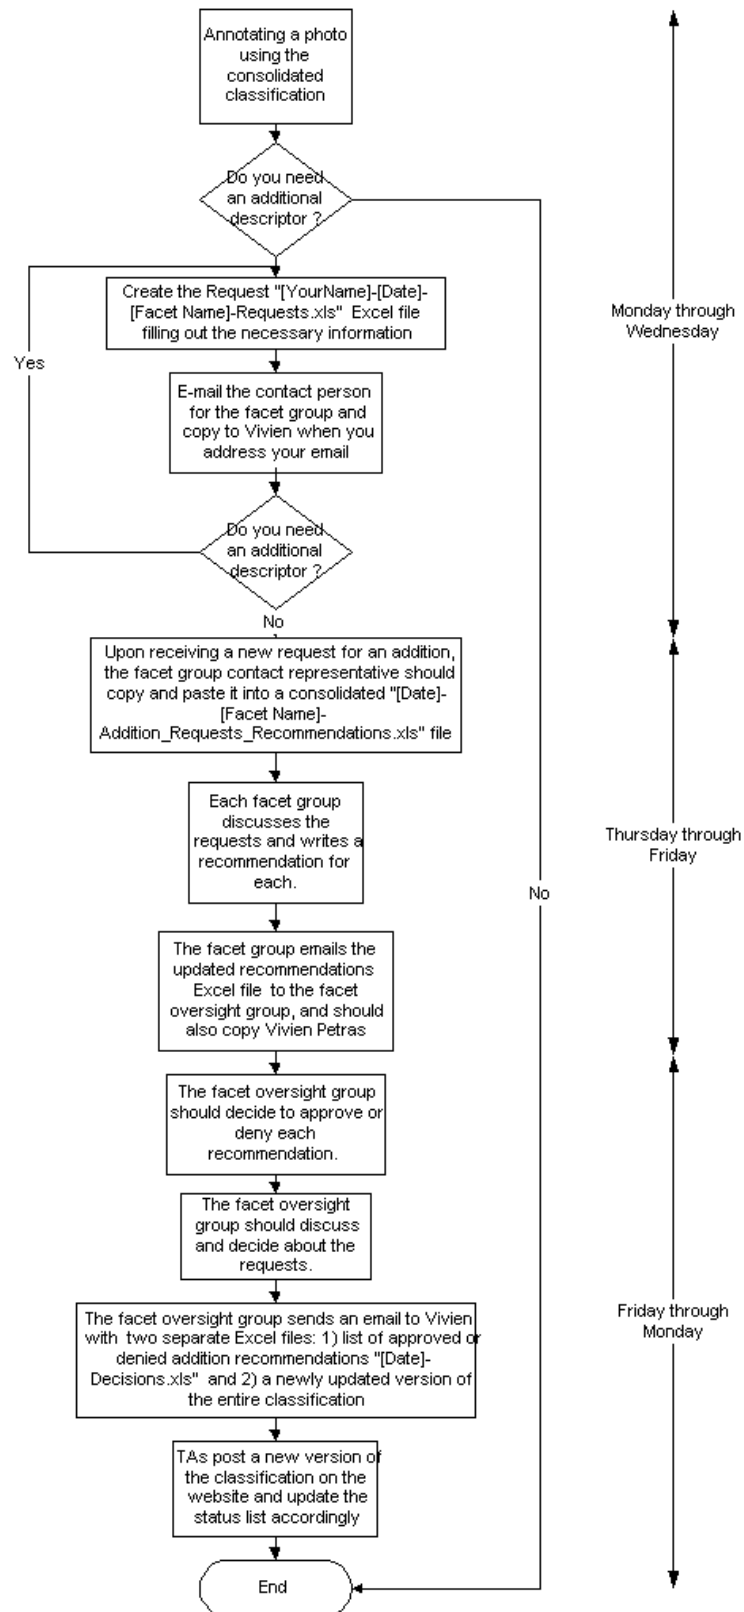 Annotating a photo
using the
consolidated
classification
Do you need
an additional
descriptor ?
Create the Request "[YourName]-[Date]-
[Facet Name]-Requests.xls" Excel file
filling out the necessary information
Monday through
Wednesday
Yes
E-mail the contact person
for the facet group and
copy to Vivien when you
address your email
Do you need
an additional
descriptor ?
No
Upon receiving a new request for an addition,
the facet group contact representative should
copy and paste it into a consolidated "[Date]-
[Facet Name]-
Addition_Requests_Recommendations.xls" file
Each facet group
discusses the
requests and writes a
recommendation for
each.
Thursday through
Friday
No
The facet group emails the
updated recommendations
Excel file to the facet
oversight group, and should
also copy Vivien Petras
The facet oversight group
should decide to approve or
deny each
recommendation.
The facet oversight
group should discuss
and decide about the
requests.
The facet oversight group sends an email to Vivien
with two separate Excel files: 1) list of approved or
denied addition recommendations "[Date]-
Decisions.xls" and 2) a newly updated version of
the entire classification
Friday through
Monday
TAs post a new version of
the classification on the
website and update the
status list accordingly
End